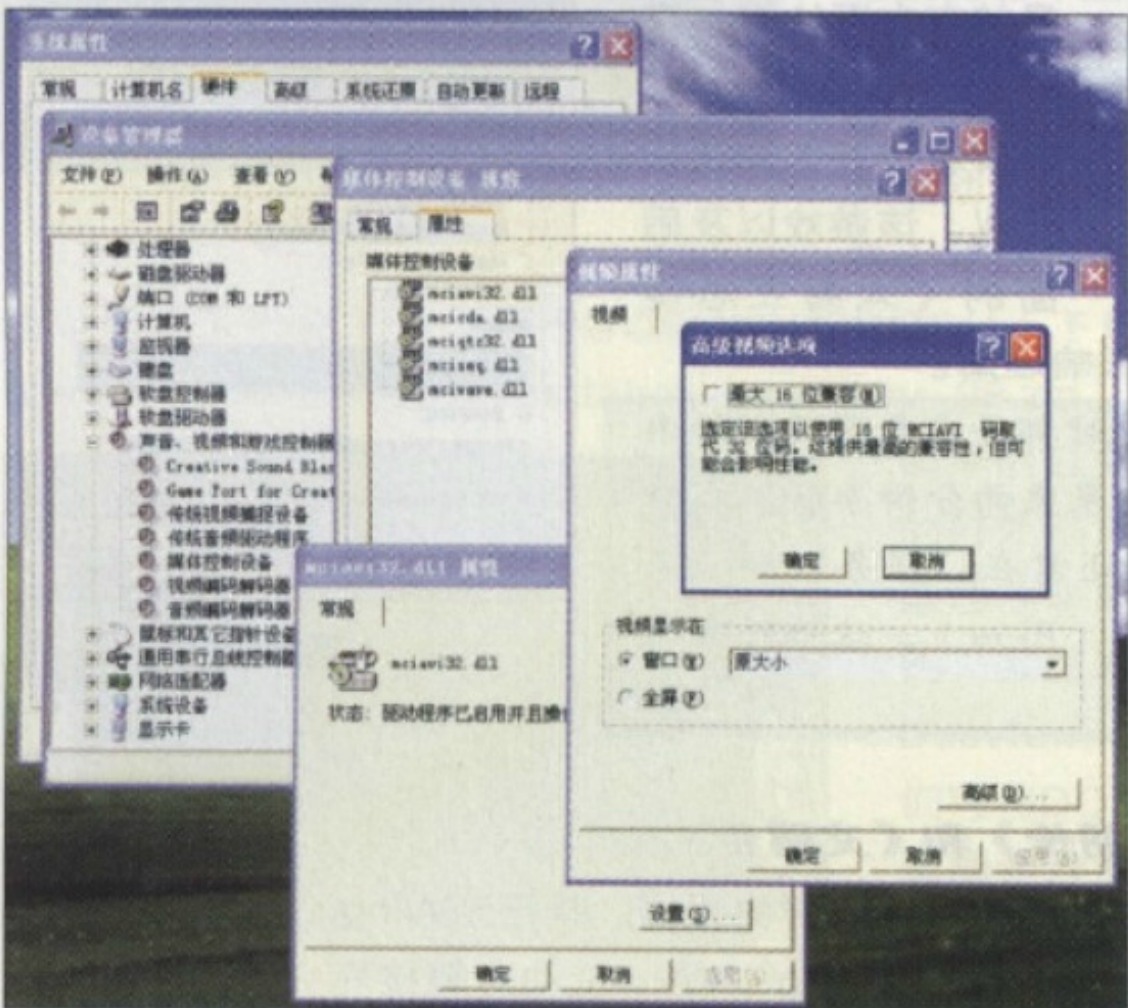 系统属性
常规 计算机名 硬件 高级 系统还原 自动更新 远程
设备管理器
文件(F) 操作(A) 查看(V)
处理器
磁盘驱动器
端口 (COM 和 LPT)
计算机
监视器
键盘
软盘控制器
软盘驱动器
声音、视频和游戏控制器
Creative Sound Blas
Game Port for Creat
传统视频捕捉设备
传统音频驱动程序
媒体控制设备
视频编码解码器
音频编码解码器
鼠标和其它指针设备
通用串行总线控制器
网络适配器
系统设备
显示卡
媒体控制设备 属性
常规 属性
媒体控制设备
mciavi32.dll
mcicda.dll
mciqtz32.dll
mciseq.dll
mciwave.dll
mciavi32.dll 属性
常规
mciavi32.dll
状态: 驱动程序已启用并且操作
设置(S)...
确定 取消 应用(A)
视频属性
视频
高级视频选项
最大 16 位兼容(M)
选定该选项以使用 16 位 MCIAVI 码取
代 32 位码。这提供最高的兼容性，但可
能会影响性能。
确定 取消
视频显示在
窗口(W) 原大小
全屏(F)
高级(D)...
确定 取消 应用(A)